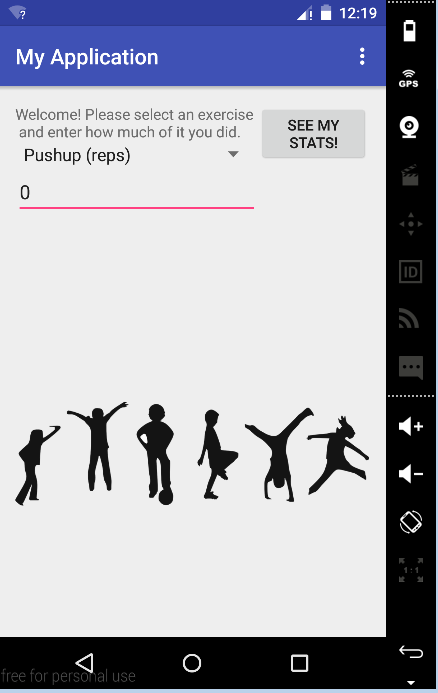 ?
12:19
My Application
Welcome! Please select an exercise
and enter how much of it you did.
SEE MY
STATS!
Pushup (reps)
0
GPS
ID
1:1
free for personal use